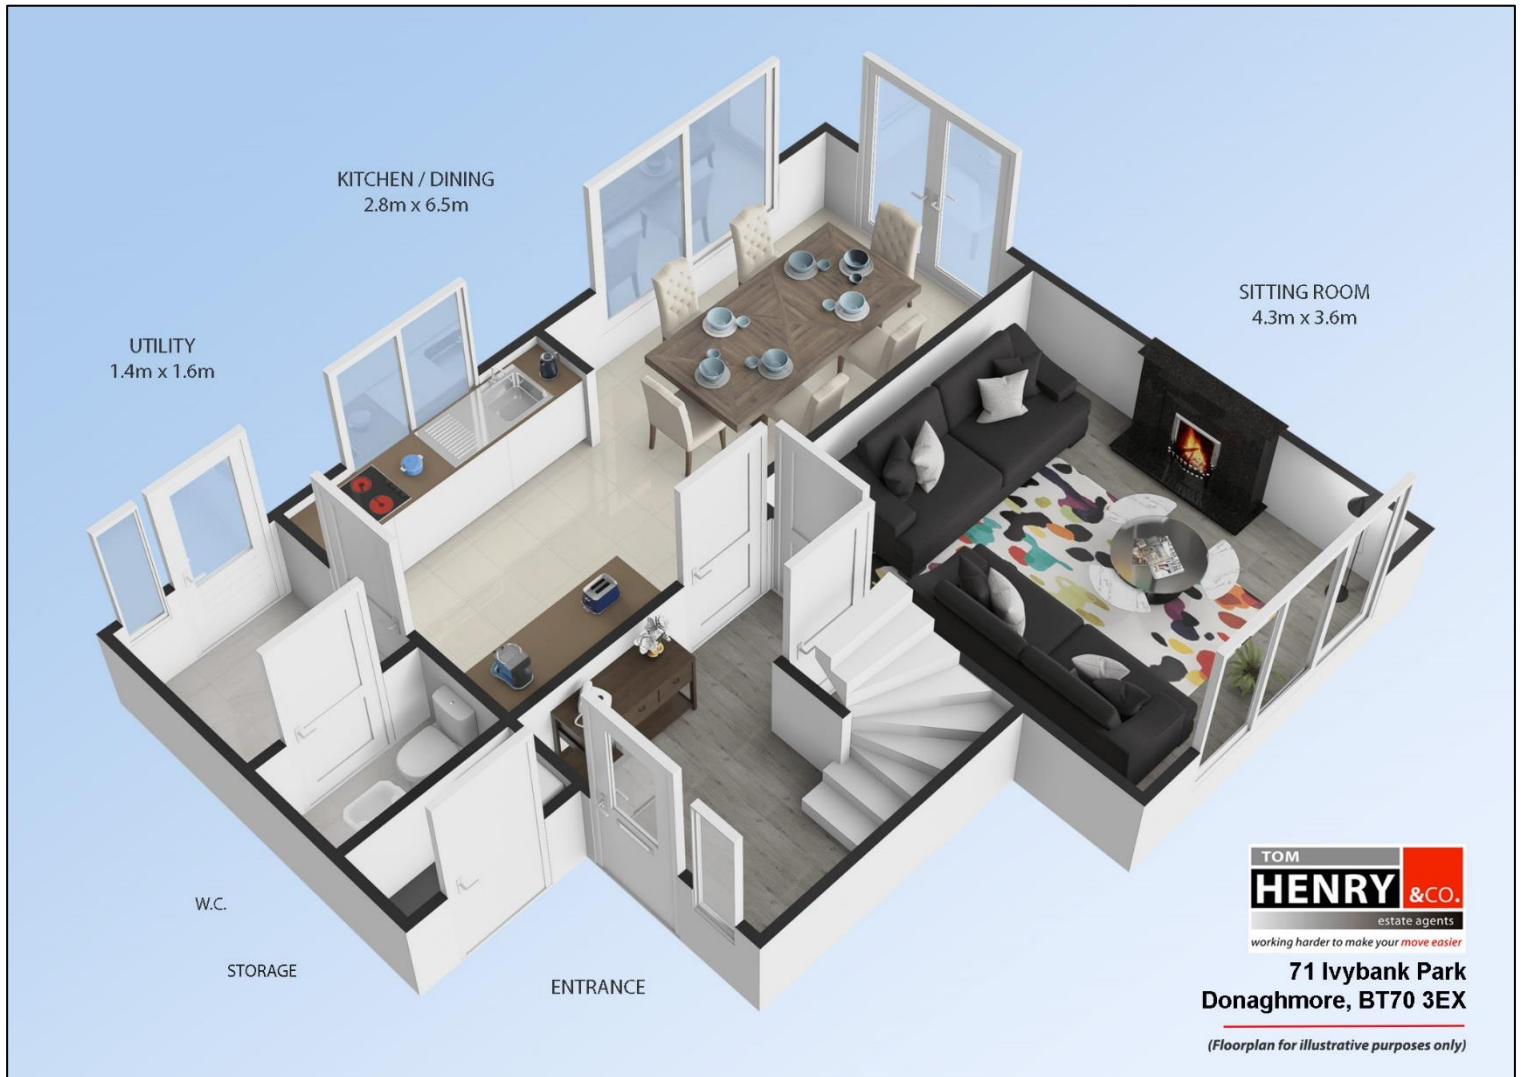 KITCHEN / DINING
2.8m x 6.5m
SITTING ROOM
4.3m x 3.6m
UTILITY
1.4m x 1.6m
W.C.
STORAGE
ENTRANCE
TOM
HENRY &CO.
estate agents
working harder to make your move easier
71 Ivybank Park
Donaghmore, BT70 3EX
(Floorplan for illustrative purposes only)